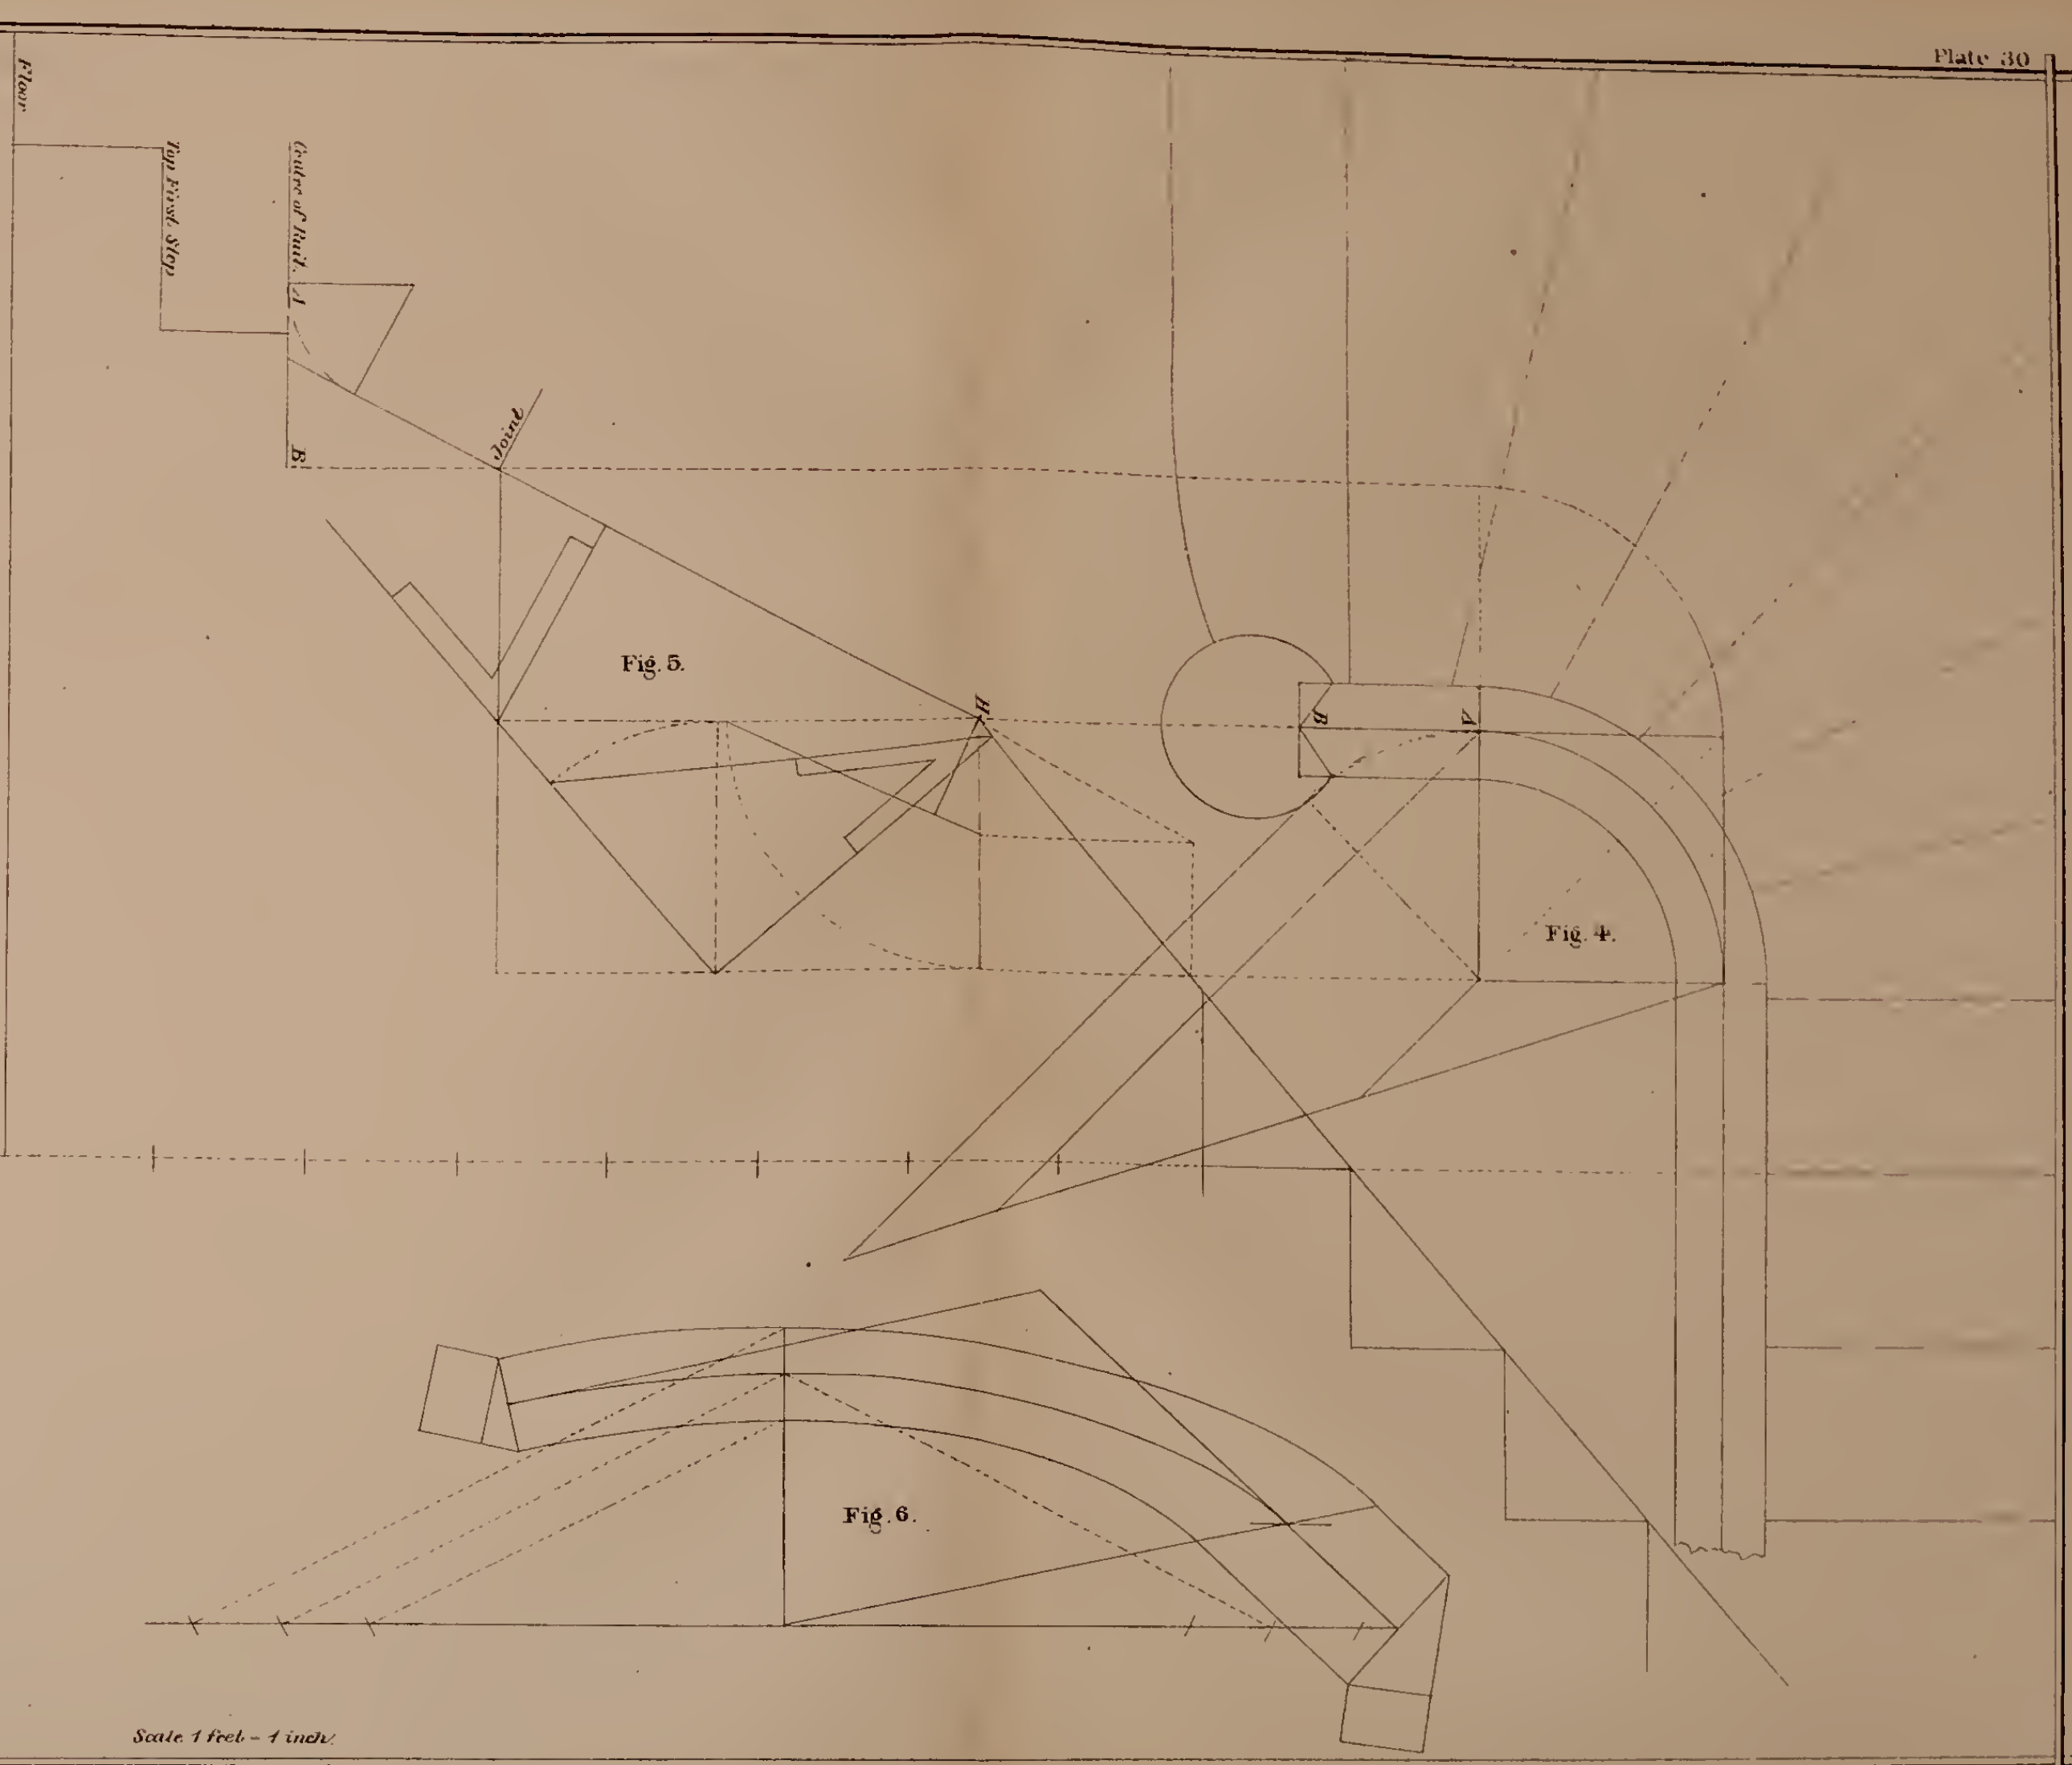 Plate 30
Floor
Top First Step
Centre of Rail.
A
B
Joint
Fig. 5.
H
B
A
Fig. 4.
Fig. 6.
Scale 1 feet = 1 inch.